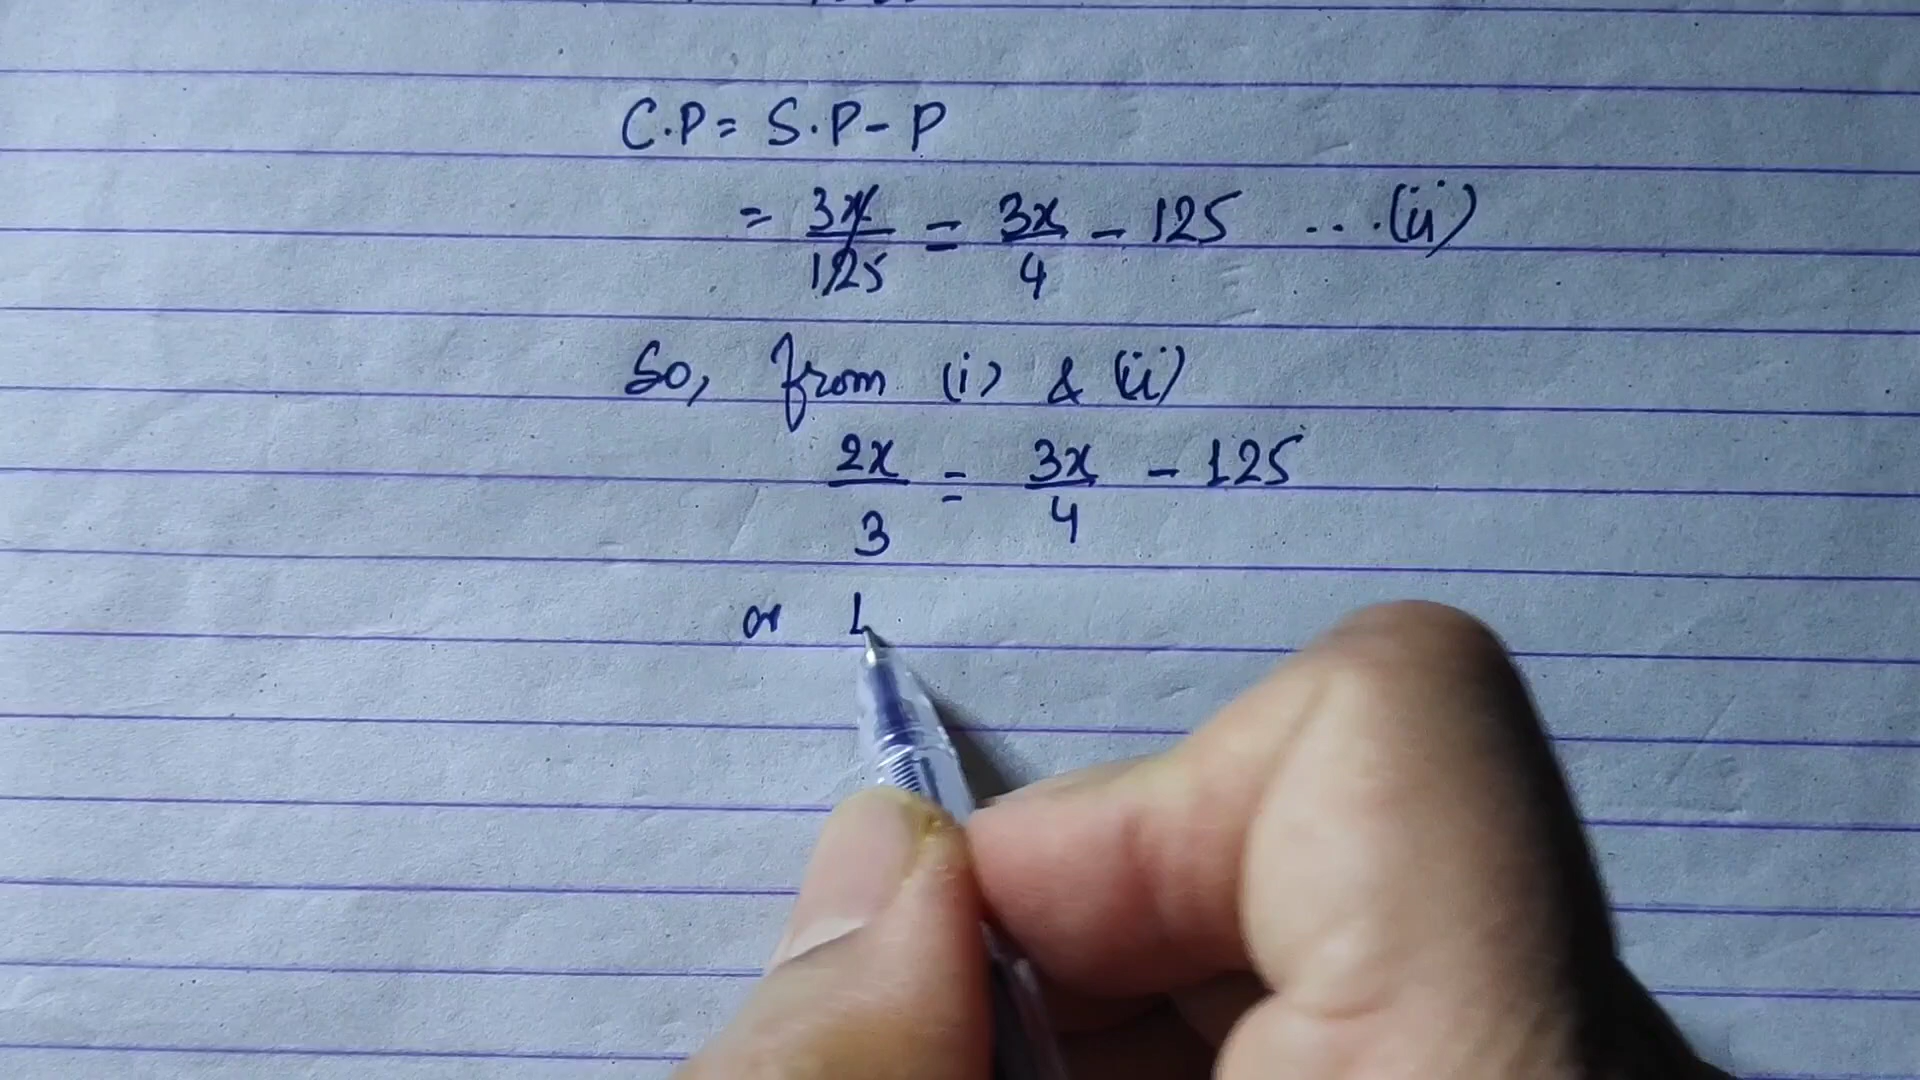 C.P = S.P - P
= 3x/125 = 3x/4 - 125 ...(ii)
So, from (i) & (ii)
2x/3 = 3x/4 - 125
or